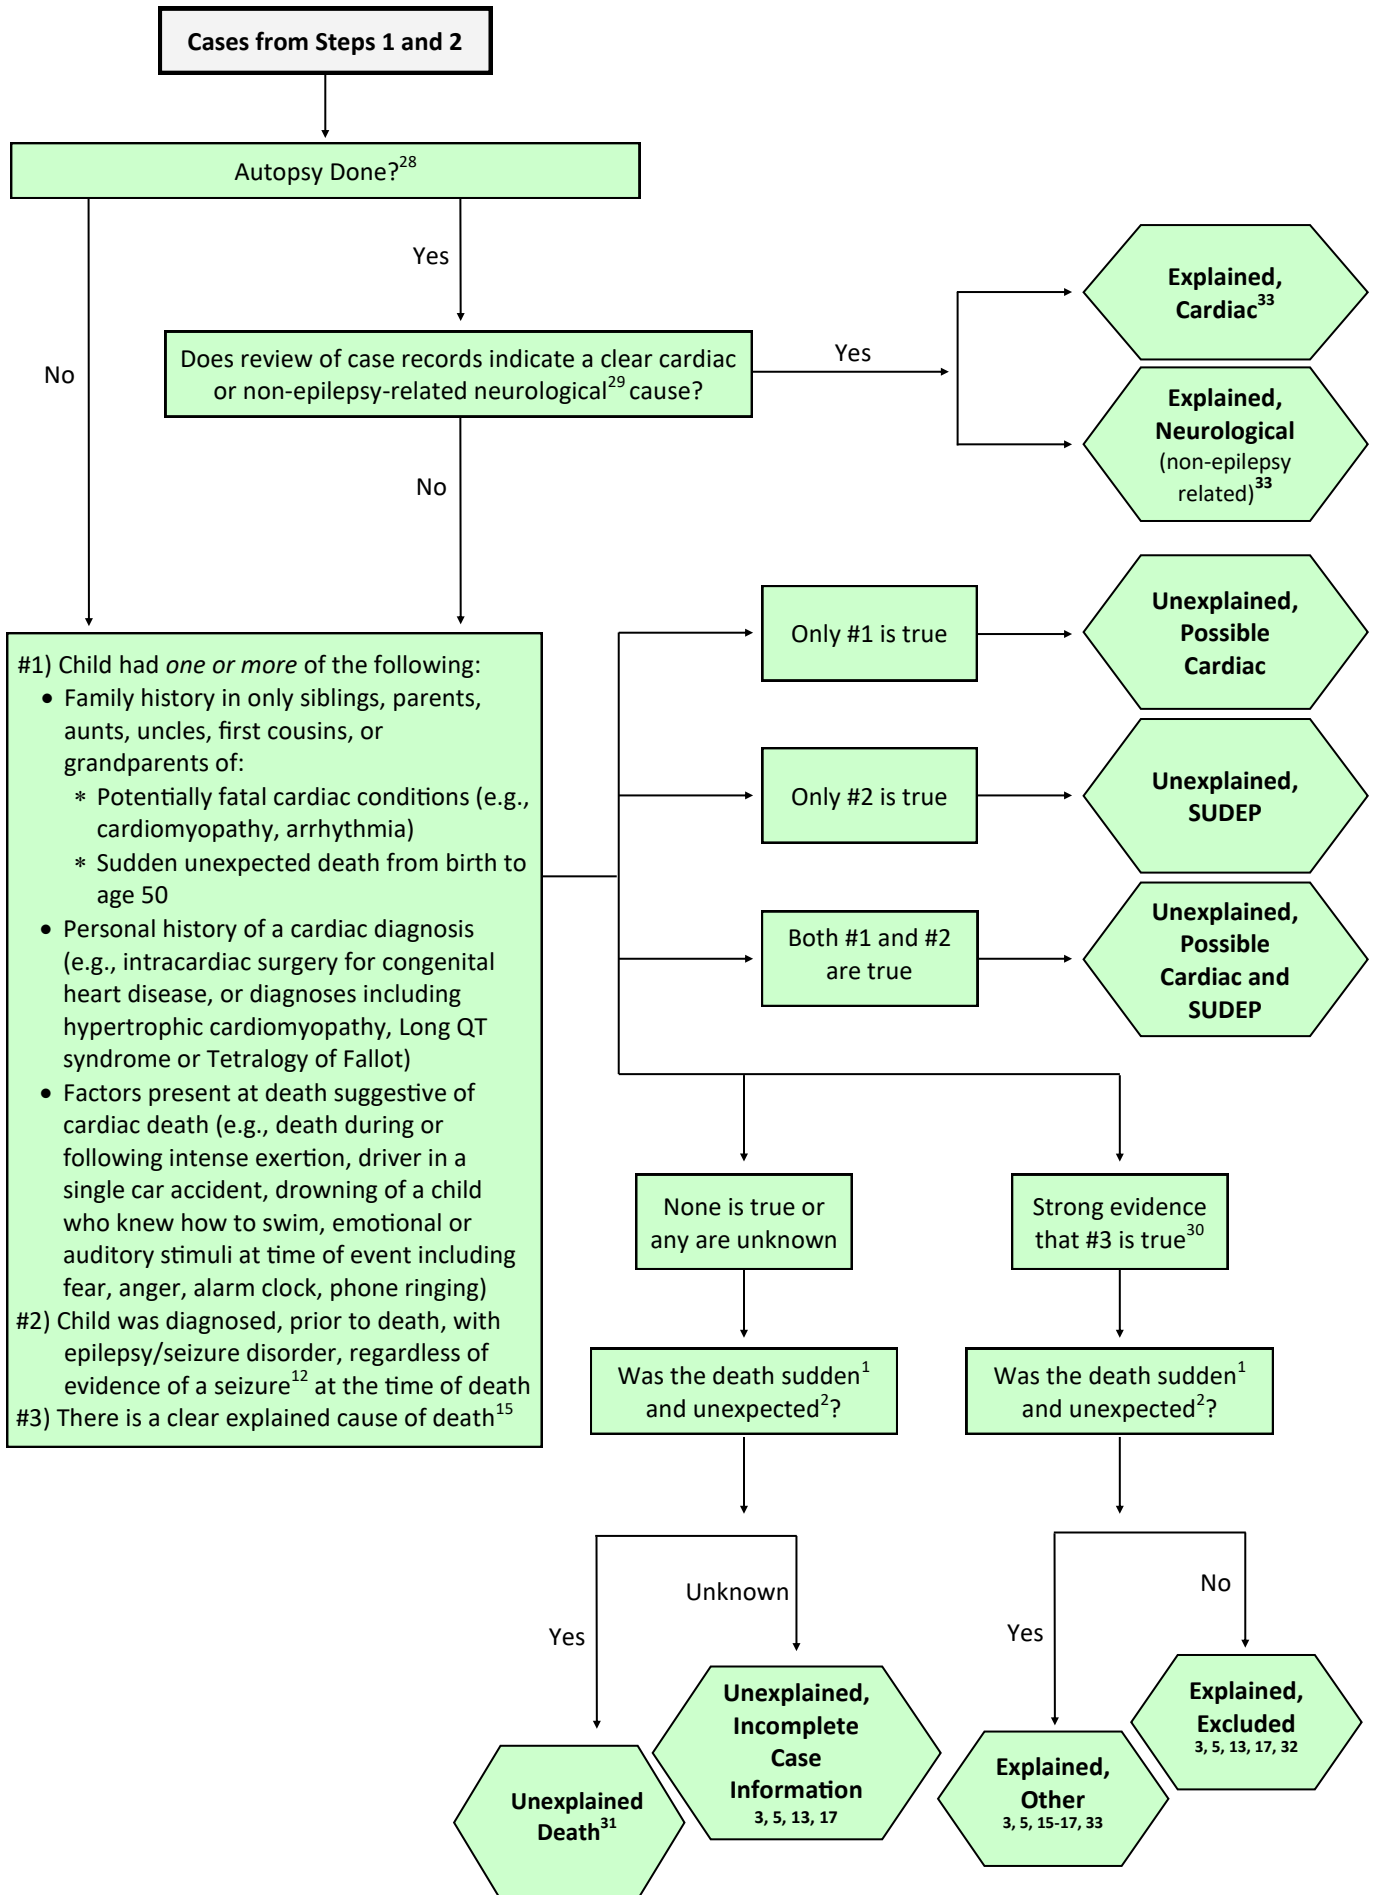 Cases from Steps 1 and 2
Autopsy Done?28
Yes
No
Does review of case records indicate a clear cardiac
or non-epilepsy-related neurological29 cause?
Yes
No
Explained,
Cardiac33
Explained,
Neurological
(non-epilepsy
related)33
#1) Child had one or more of the following:
• Family history in only siblings, parents,
aunts, uncles, first cousins, or
grandparents of:
* Potentially fatal cardiac conditions (e.g.,
cardiomyopathy, arrhythmia)
* Sudden unexpected death from birth to
age 50
• Personal history of a cardiac diagnosis
(e.g., intracardiac surgery for congenital
heart disease, or diagnoses including
hypertrophic cardiomyopathy, Long QT
syndrome or Tetralogy of Fallot)
• Factors present at death suggestive of
cardiac death (e.g., death during or
following intense exertion, driver in a
single car accident, drowning of a child
who knew how to swim, emotional or
auditory stimuli at time of event including
fear, anger, alarm clock, phone ringing)
#2) Child was diagnosed, prior to death, with
epilepsy/seizure disorder, regardless of
evidence of a seizure12 at the time of death
#3) There is a clear explained cause of death15
Only #1 is true
Unexplained,
Possible
Cardiac
Only #2 is true
Unexplained,
SUDEP
Both #1 and #2
are true
Unexplained,
Possible
Cardiac and
SUDEP
None is true or
any are unknown
Strong evidence
that #3 is true30
Was the death sudden1
and unexpected2?
Was the death sudden1
and unexpected2?
Yes
Unknown
Yes
No
Unexplained
Death31
Unexplained,
Incomplete
Case
Information
3, 5, 13, 17
Explained,
Other
3, 5, 15-17, 33
Explained,
Excluded
3, 5, 13, 17, 32